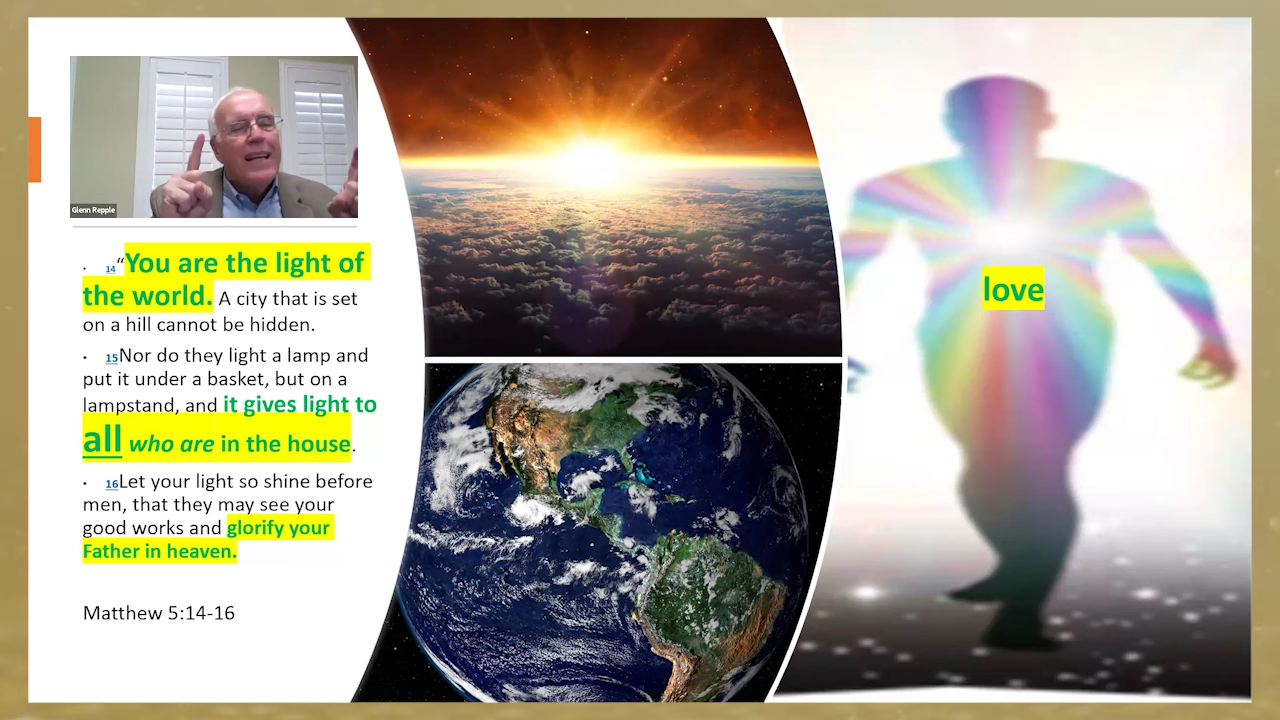 Glenn Repple
· 14“You are the light of
the world. A city that is set
on a hill cannot be hidden.
· 15Nor do they light a lamp and
put it under a basket, but on a
lampstand, and it gives light to
all who are in the house.
· 16Let your light so shine before
men, that they may see your
good works and glorify your
Father in heaven.
Matthew 5:14-16
love